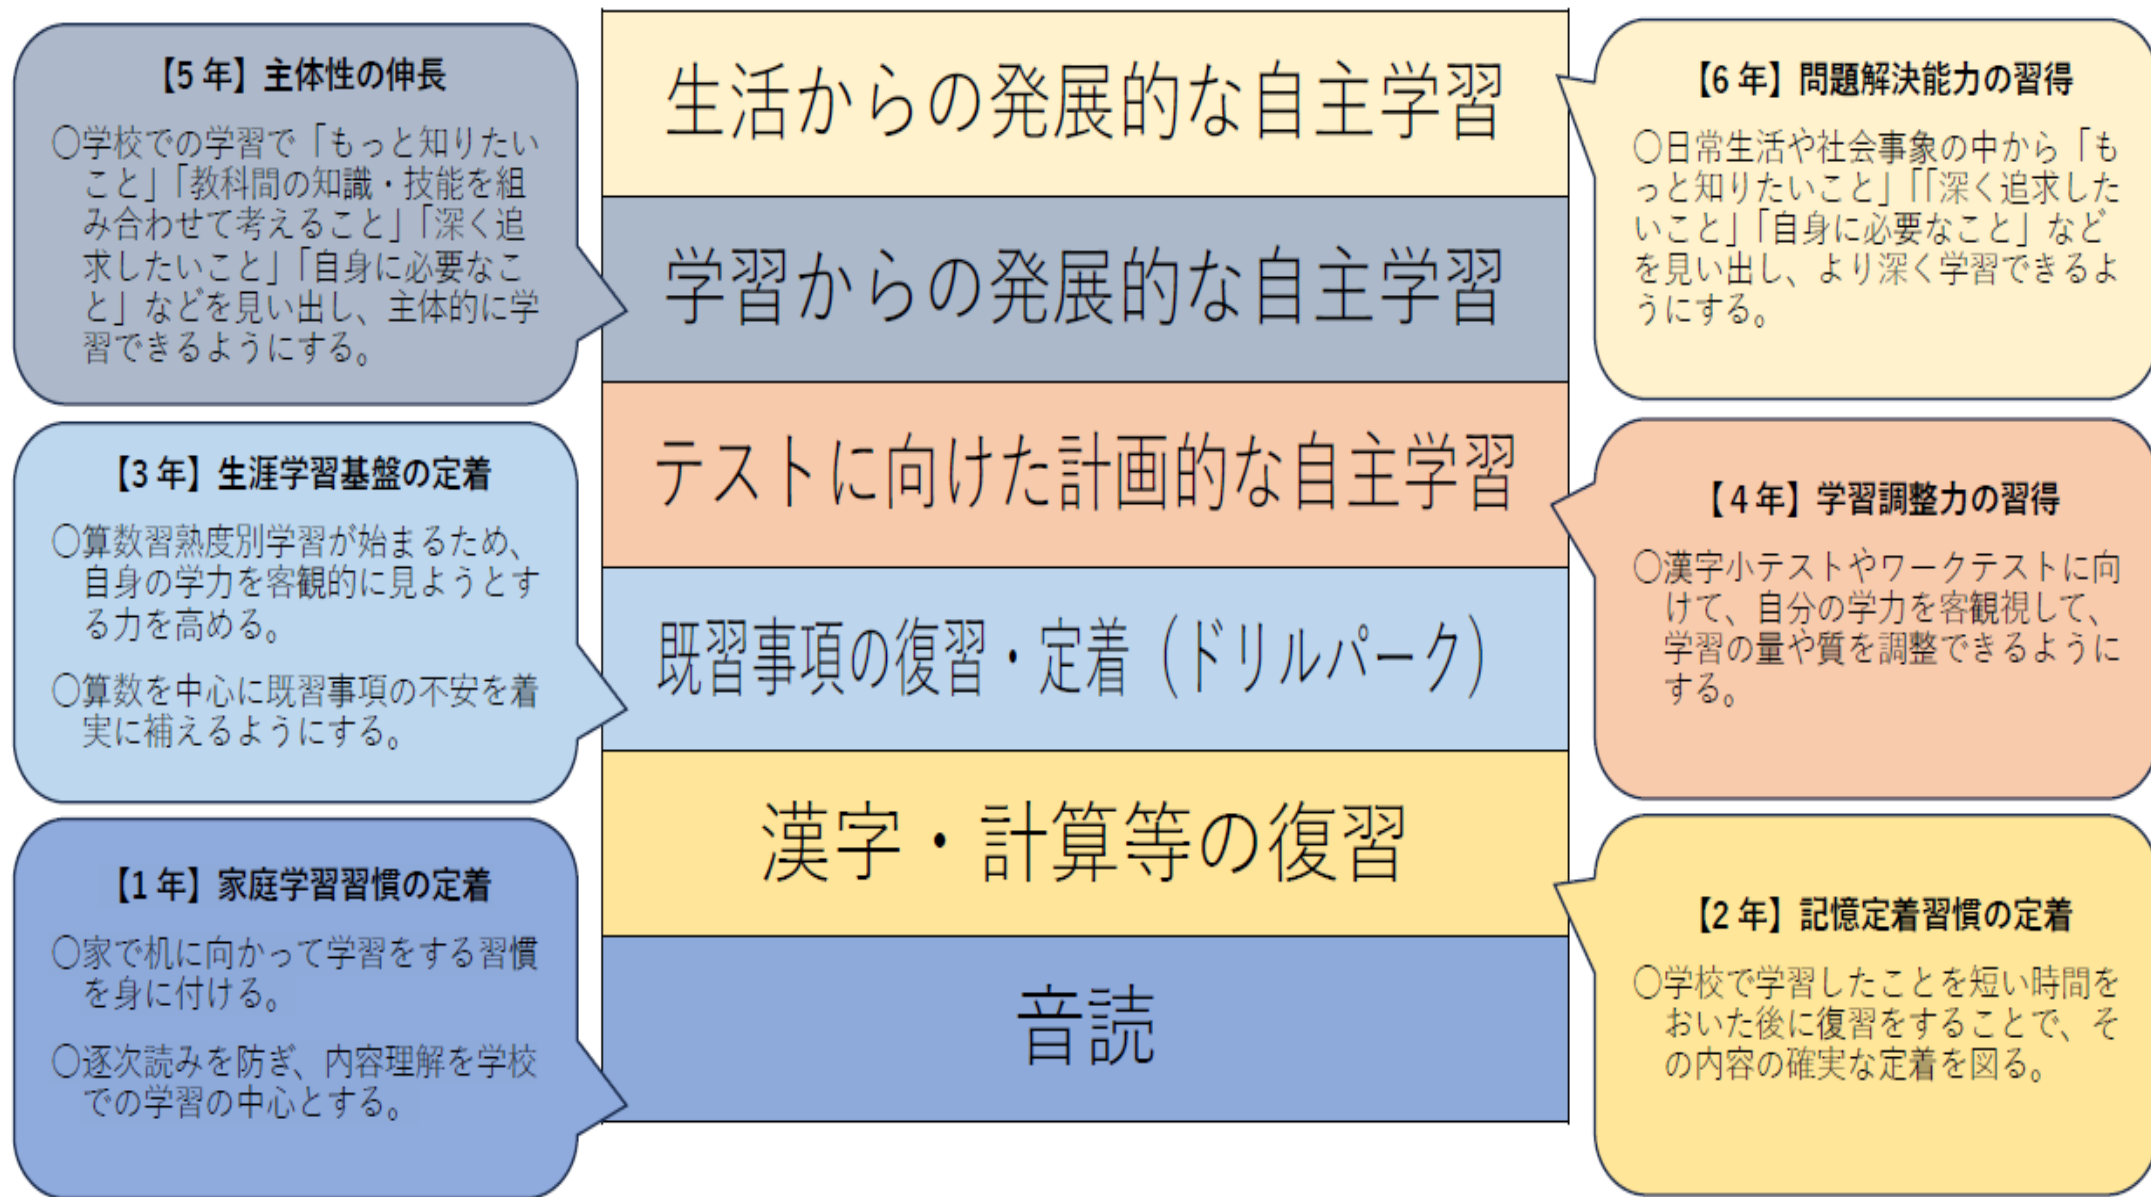 【5年】主体性の伸長
〇学校での学習で「もっと知りたい
こと」「教科間の知識・技能を組
み合わせて考えること」「深く追
求したいこと」「自身に必要なこ
と」などを見い出し、主体的に学
習できるようにする。
【3年】生涯学習基盤の定着
〇算数習熟度別学習が始まるため、
自身の学力を客観的に見ようとす
る力を高める。
〇算数を中心に既習事項の不安を着
実に補えるようにする。
【1年】家庭学習習慣の定着
〇家で机に向かって学習をする習慣
を身に付ける。
〇逐次読みを防ぎ、内容理解を学校
での学習の中心とする。
生活からの発展的な自主学習
学習からの発展的な自主学習
テストに向けた計画的な自主学習
既習事項の復習・定着（ドリルパーク）
漢字・計算等の復習
音読
【6年】問題解決能力の習得
〇日常生活や社会事象の中から「も
っと知りたいこと」「「深く追求した
いこと」「自身に必要なこと」など
を見い出し、より深く学習できるよ
うにする。
【4年】学習調整力の習得
〇漢字小テストやワークテストに向
けて、自分の学力を客観視して、
学習の量や質を調整できるように
する。
【2年】記憶定着習慣の定着
〇学校で学習したことを短い時間を
おいた後に復習をすることで、そ
の内容の確実な定着を図る。